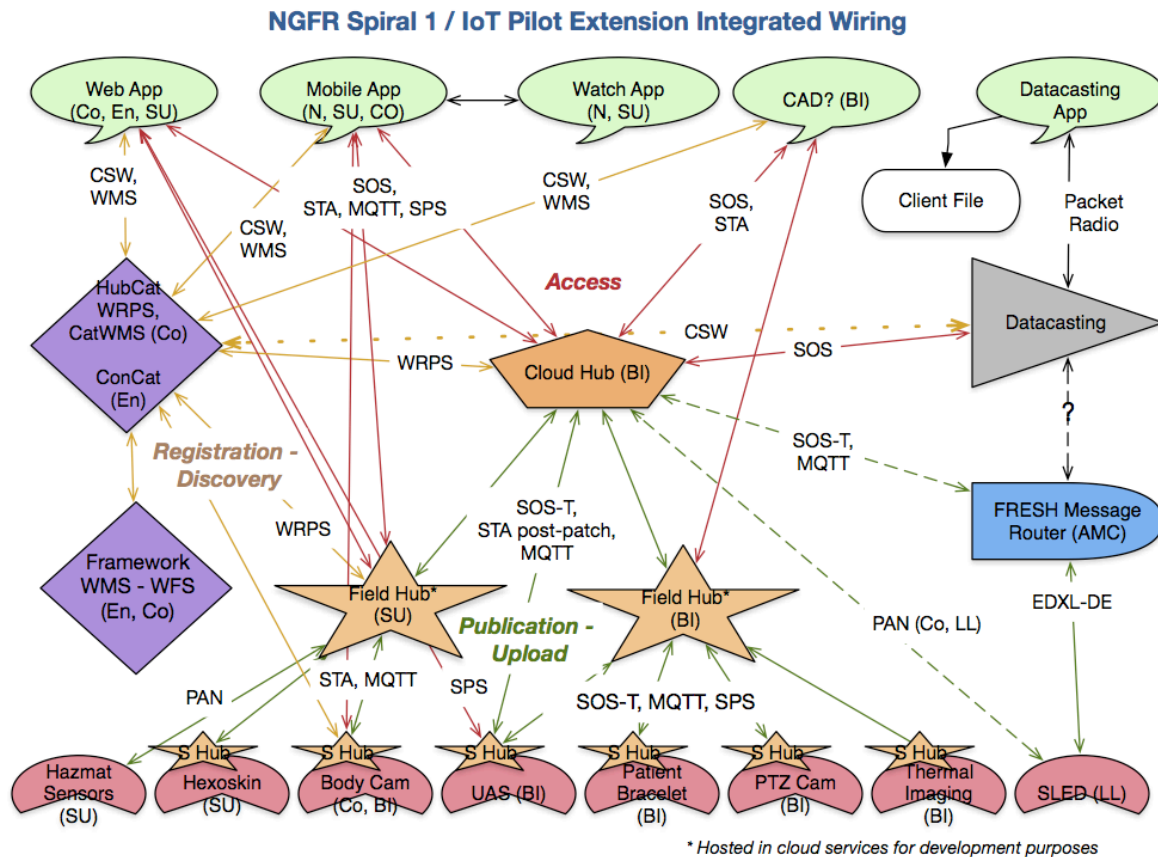 NGFR Spiral 1 / IoT Pilot Extension Integrated Wiring
Web App
(Co, En, SU)
Mobile App
(N, SU, CO)
Watch App
(N, SU)
CAD? (BI)
Datacasting
App
CSW,
WMS
SOS,
STA, MQTT, SPS
CSW,
WMS
CSW,
WMS
SOS,
STA
Client File
Packet
Radio
HubCat
WRPS,
CatWMS (Co)
ConCat
(En)
Access
CSW
WRPS
Cloud Hub (BI)
SOS
Datacasting
?
Registration -
Discovery
SOS-T,
MQTT
WRPS
SOS-T,
STA post-patch,
MQTT
FRESH Message
Router (AMC)
Framework
WMS - WFS
(En, Co)
Field Hub*
(SU)
Field Hub*
(BI)
EDXL-DE
Publication -
Upload
PAN (Co, LL)
PAN
STA, MQTT
SPS
SOS-T, MQTT, SPS
Hazmat
Sensors
(SU)
S Hub
Hexoskin
(SU)
S Hub
Body Cam
(Co, BI)
S Hub
UAS (BI)
S Hub
Patient
Bracelet
(BI)
S Hub
PTZ Cam
(BI)
S Hub
Thermal
Imaging
(BI)
SLED (LL)
* Hosted in cloud services for development purposes